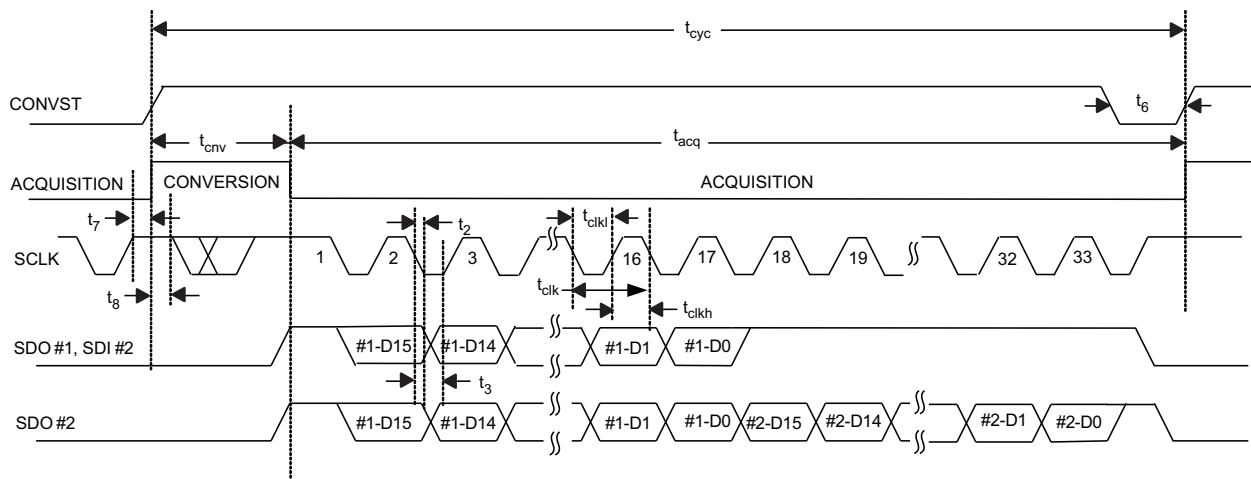 tcyc
CONVST
t6
tcnv
tacq
ACQUISITION
CONVERSION
ACQUISITION
t7
t2
tclkl
SCLK
1
2
3
16
17
18
19
32
33
t8
tclk
tclkh
SDO #1, SDI #2
#1-D15
#1-D14
#1-D1
#1-D0
t3
SDO #2
#1-D15
#1-D14
#1-D1
#1-D0
#2-D15
#2-D14
#2-D1
#2-D0